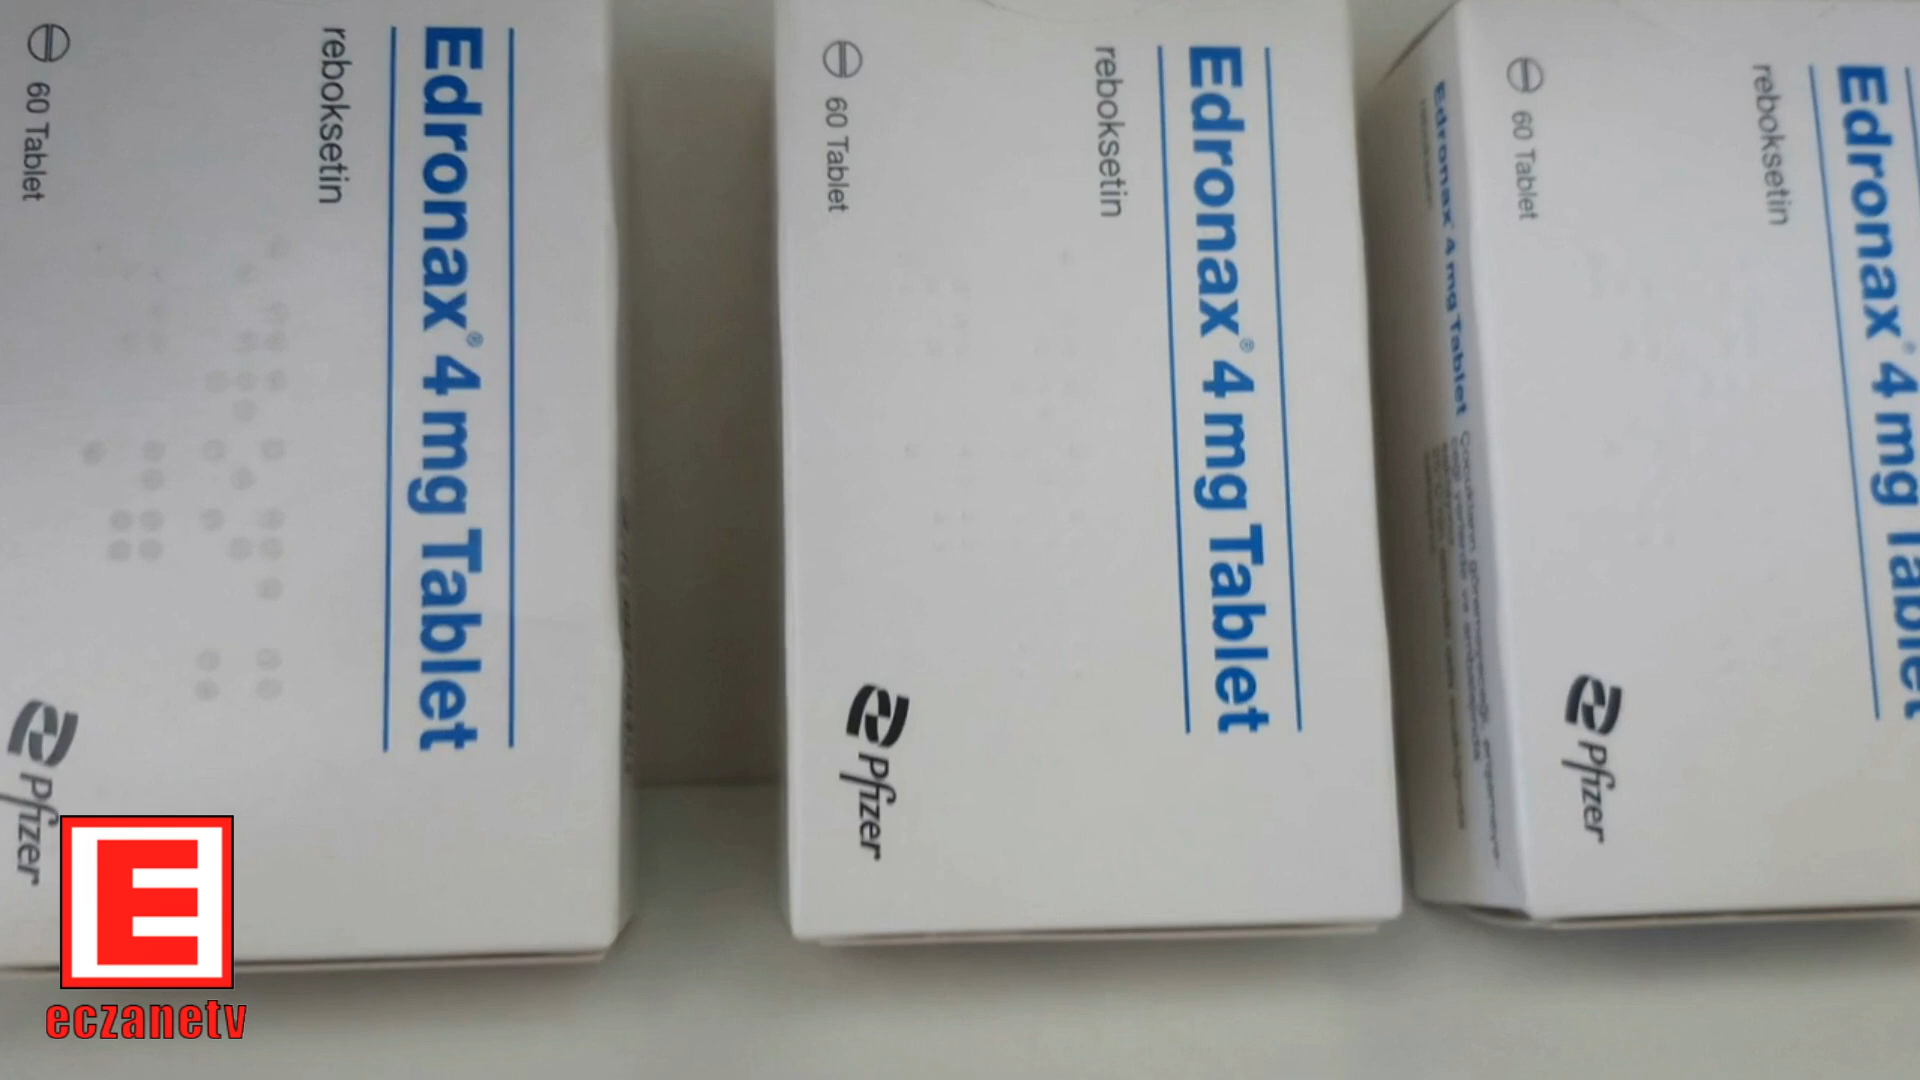 Edronax® 4 mg Tablet
reboksetin
60 Tablet
Pfizer
Edronax® 4 mg Tablet
reboksetin
60 Tablet
Pfizer
Edronax® 4 mg Tablet
reboksetin
60 Tablet
Pfizer
Edronax® 4 mg Tablet
E
eczanetv